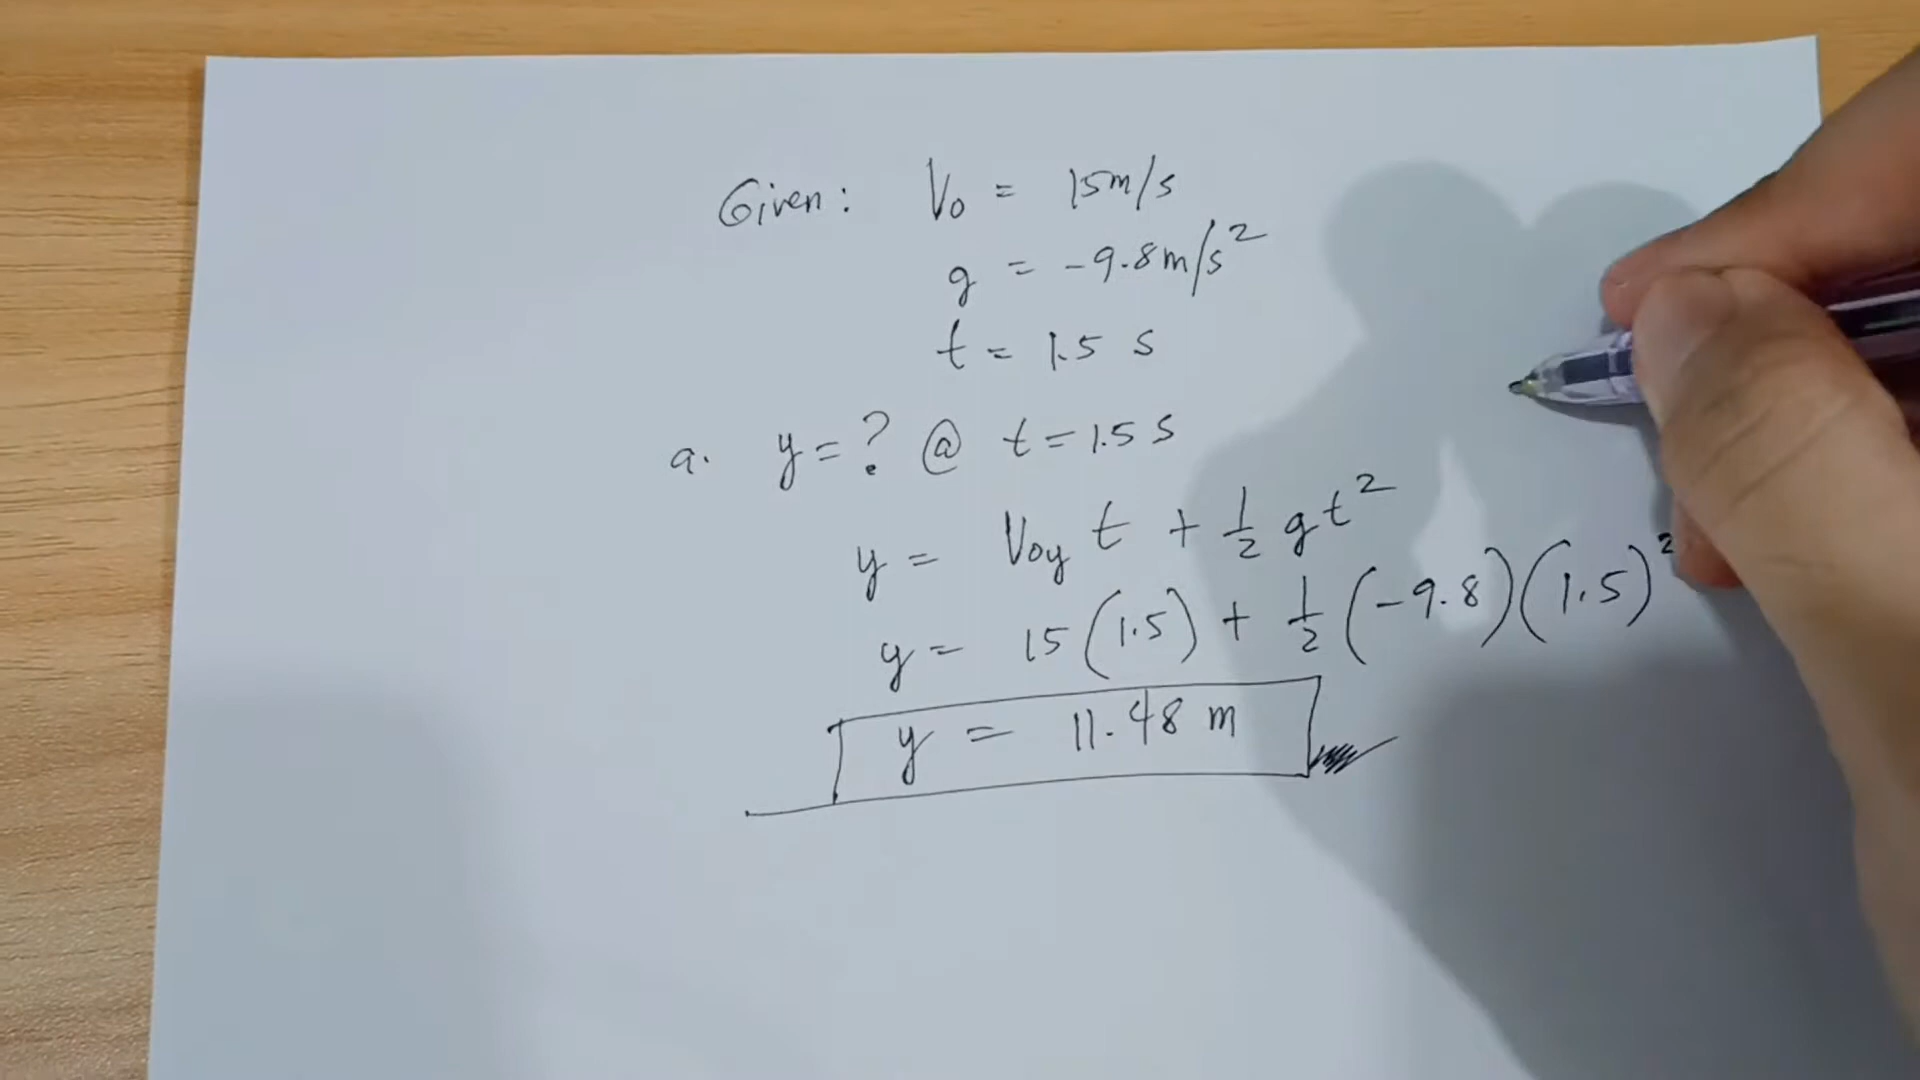 Given: V₀ = 15m/s
g = -9.8m/s²
t = 1.5 s
a. y = ? @ t = 1.5 s
y = V₀y t + 1/2 g t²
y = 15 (1.5) + 1/2 (-9.8)(1.5)²
y = 11.48 m